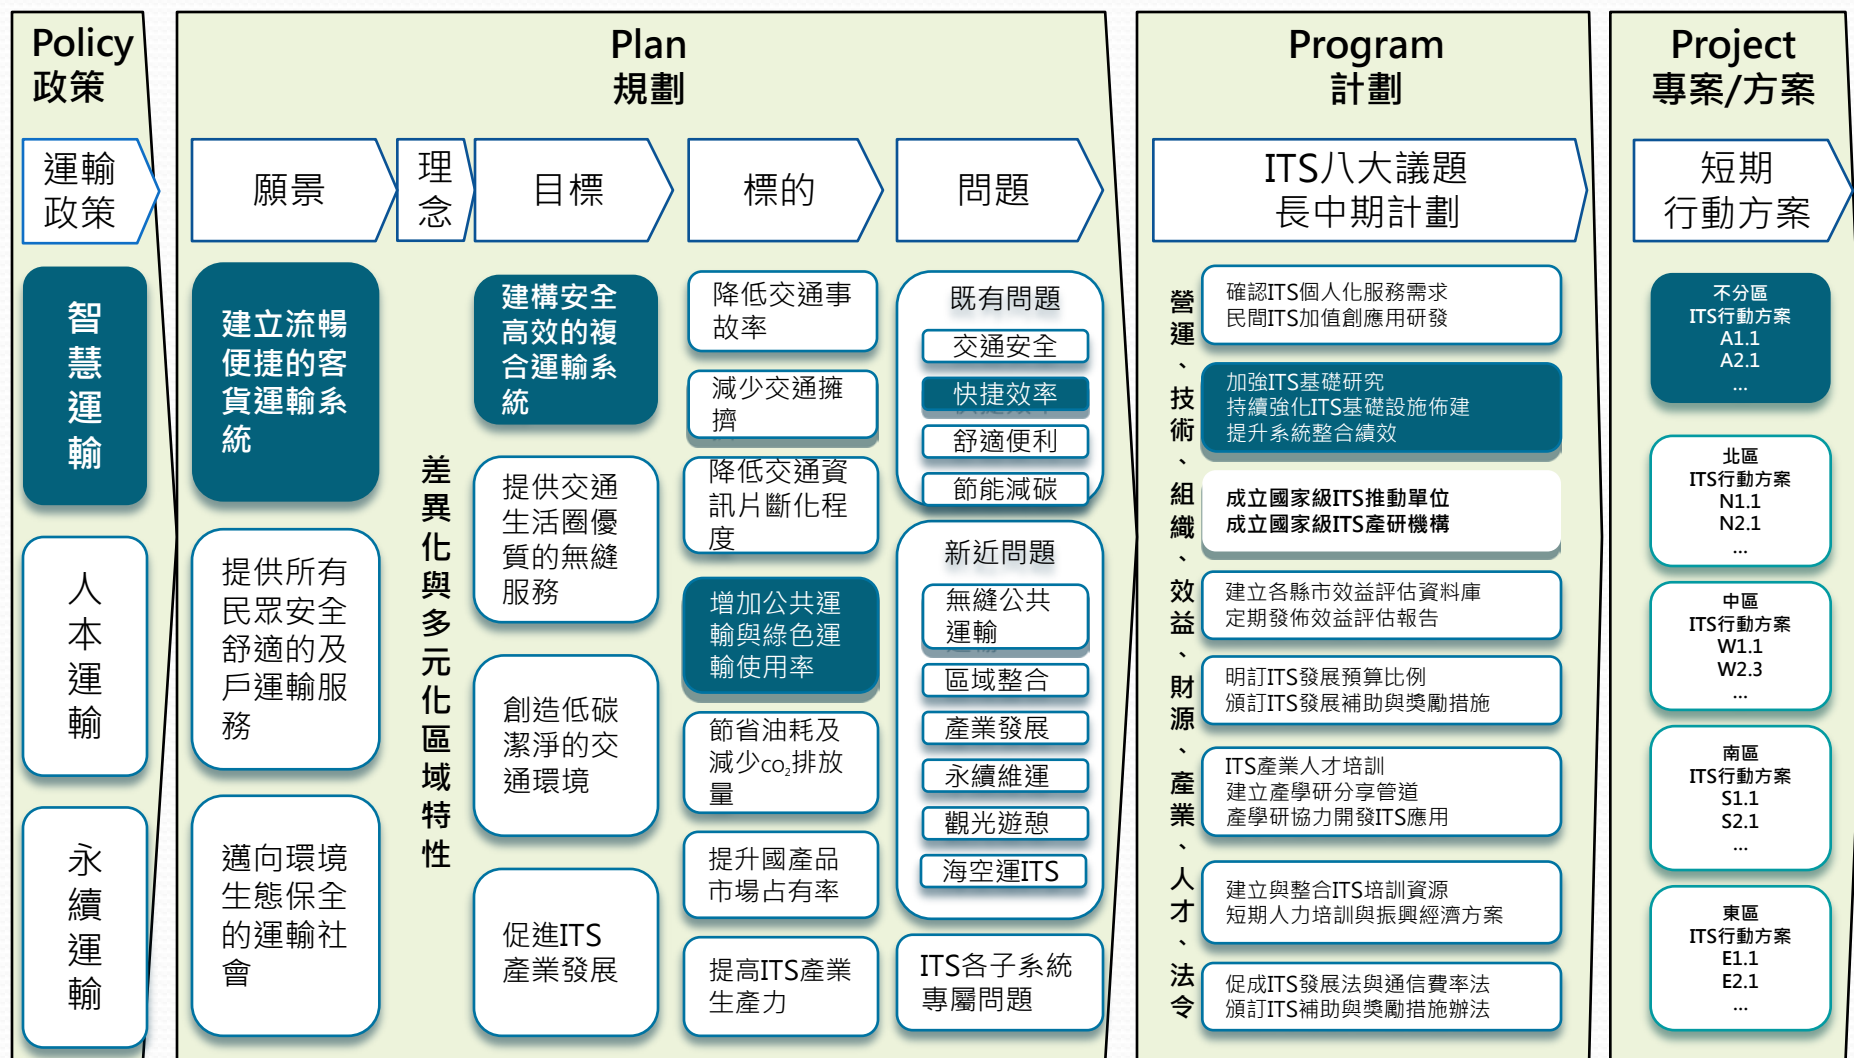 Policy
政策
運輸
政策
智
慧
運
輸
人
本
運
輸
永
續
運
輸
Plan
規劃
願景
建立流暢
便捷的客
貨運輸系
統
提供所有
民眾安全
舒適的及
戶運輸服
務
邁向環境
生態保全
的運輸社
會
理
念
差
異
化
與
多
元
化
區
域
特
性
目標
建構安全
高效的複
合運輸系
統
提供交通
生活圈優
質的無縫
服務
創造低碳
潔淨的交
通環境
促進ITS
產業發展
標的
降低交通事
故率
減少交通擁
擠
降低交通資
訊片斷化程
度
增加公共運
輸與綠色運
輸使用率
節省油耗及
減少co₂排放
量
提升國產品
市場占有率
提高ITS產業
生產力
問題
既有問題
交通安全
快捷效率
舒適便利
節能減碳
新近問題
無縫公共
運輸
區域整合
產業發展
永續維運
觀光遊憩
海空運ITS
ITS各子系統
專屬問題
Program
計劃
ITS八大議題
長中期計劃
營
運
、
技
術
、
組
織
、
效
益
、
財
源
、
產
業
、
人
才
、
法
令
確認ITS個人化服務需求
民間ITS加值創應用研發
加強ITS基礎研究
持續強化ITS基礎設施佈建
提升系統整合績效
成立國家級ITS推動單位
成立國家級ITS產研機構
建立各縣市效益評估資料庫
定期發佈效益評估報告
明訂ITS發展預算比例
頒訂ITS發展補助與獎勵措施
ITS產業人才培訓
建立產學研分享管道
產學研協力開發ITS應用
建立與整合ITS培訓資源
短期人力培訓與振興經濟方案
促成ITS發展法與通信費率法
頒訂ITS補助與獎勵措施辦法
Project
專案/方案
短期
行動方案
不分區
ITS行動方案
A1.1
A2.1
...
北區
ITS行動方案
N1.1
N2.1
...
中區
ITS行動方案
W1.1
W2.3
...
南區
ITS行動方案
S1.1
S2.1
...
東區
ITS行動方案
E1.1
E2.1
...